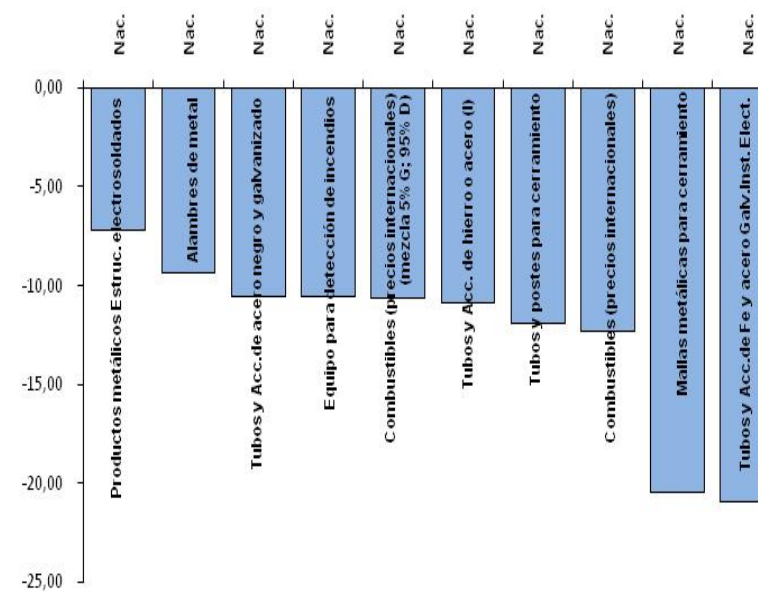 Nac.
Nac.
Nac.
Nac.
Nac.
Nac.
Nac.
Nac.
Nac.
Nac.
0,00
-5,00
-10,00
-15,00
-20,00
-25,00
Productos metálicos Estruc. electrosoldados
Alambres de metal
Tubos y Acc.de acero negro y galvanizado
Equipo para detección de incendios
Combustibles (precios internacionales)
(mezcla 5% G; 95% D)
Tubos y Acc. de hierro o acero (I)
Tubos y postes para cerramiento
Combustibles (precios internacionales)
Mallas metálicas para cerramiento
Tubos y Acc.de Fe y acero Galv.Inst.Elect.